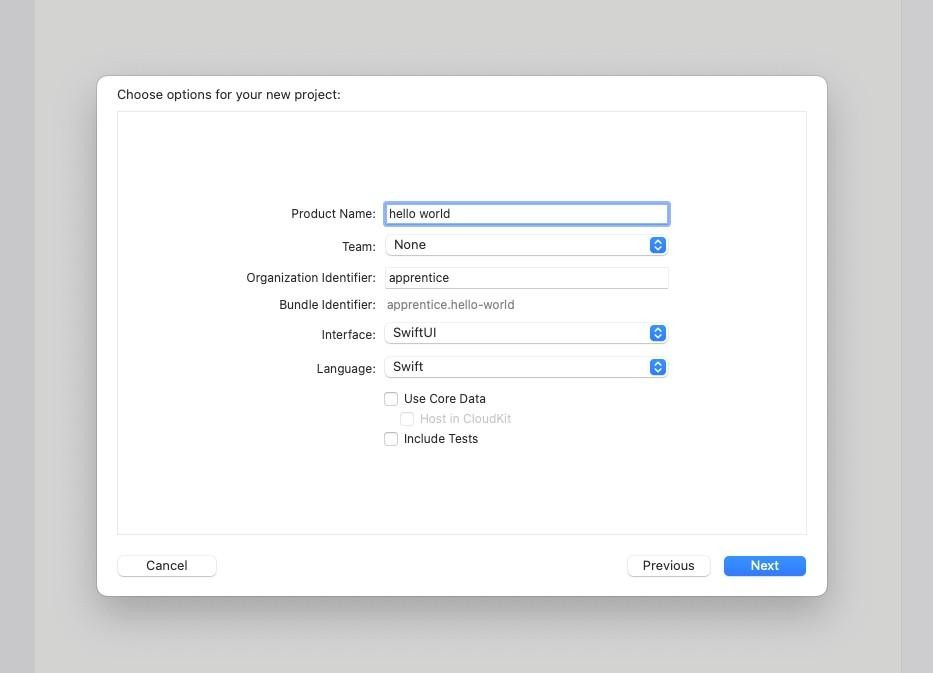 Choose options for your new project:
Product Name: hello world
Team: None
Organization Identifier: apprentice
Bundle Identifier: apprentice.hello-world
Interface: SwiftUI
Language: Swift
Use Core Data
Host in CloudKit
Include Tests
Cancel Previous Next